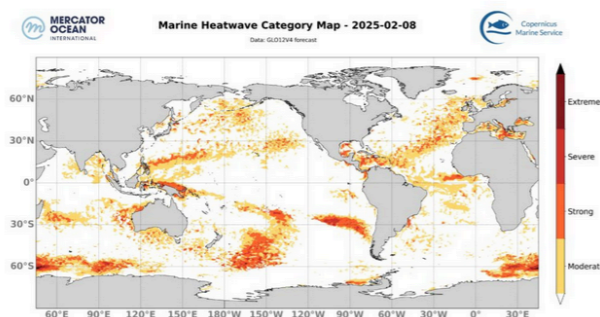 MERCATOR
OCEAN
INTERNATIONAL
Marine Heatwave Category Map - 2025-02-08
Data: GLO12V4 forecast
Copernicus
Marine Service
60°N
30°N
0°
30°S
60°S
60°E 90°E 120°E 150°E 180°W 150°W 120°W 90°W 60°W 30°W 0°E 30°E
Extreme
Severe
Strong
Moderat